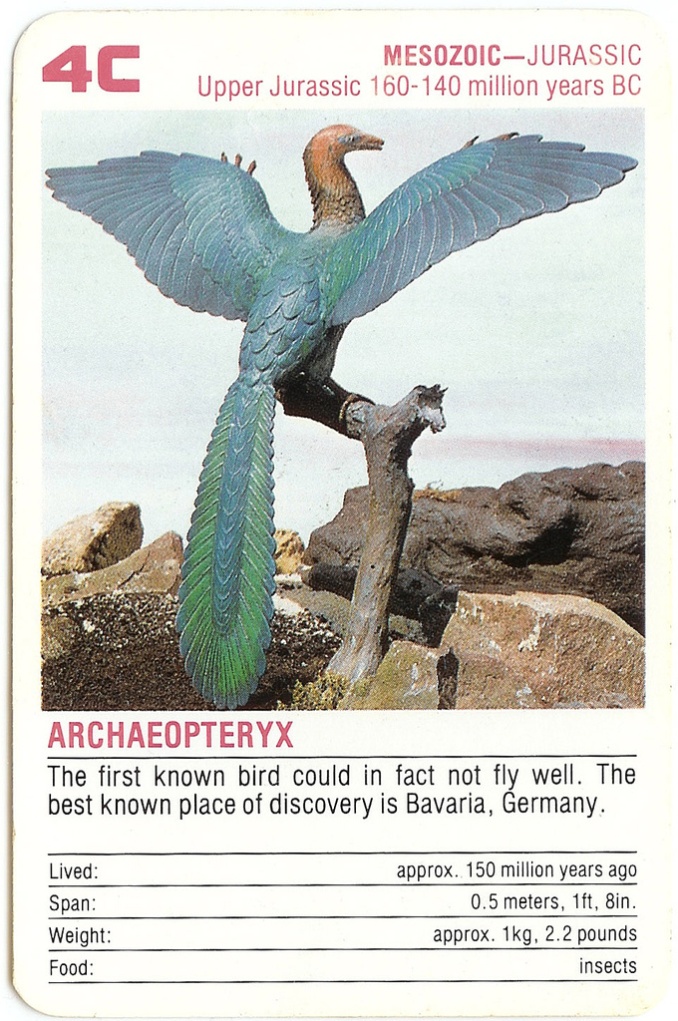 4C
MESOZOIC—JURASSIC
Upper Jurassic 160-140 million years BC
ARCHAEOPTERYX
The first known bird could in fact not fly well. The
best known place of discovery is Bavaria, Germany.
Lived: approx. 150 million years ago
Span: 0.5 meters, 1ft, 8in.
Weight: approx. 1kg, 2.2 pounds
Food: insects